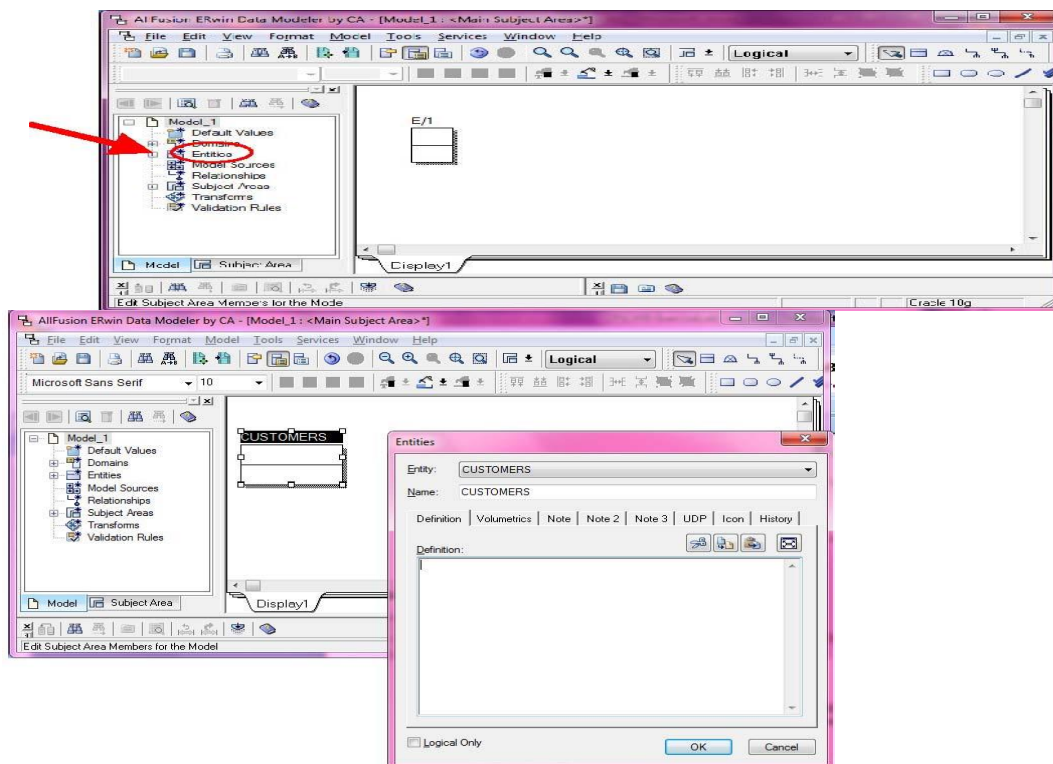 AllFusion ERwin Data Modeler by CA - [Model_1 : <Main Subject Area>*]
File Edit View Format Model Tools Services Window Help
Logical
Model_1
Default Values
Domains
Entities
Model Sources
Relationships
Subject Areas
Transforms
Validation Rules
E/1
Model Subject Area
Display1
Edit Subject Area Members for the Mode
Oracle 10g
AllFusion ERwin Data Modeler by CA - [Model_1 : <Main Subject Area>*]
File Edit View Format Model Tools Services Window Help
Logical
Microsoft Sans Serif 10
Model_1
Default Values
Domains
Entities
Model Sources
Relationships
Subject Areas
Transforms
Validation Rules
CUSTOMERS
Model Subject Area
Display1
Edit Subject Area Members for the Model
Entities
Entity: CUSTOMERS
Name: CUSTOMERS
Definition Volumetrics Note Note 2 Note 3 UDP Icon History
Definition:
Logical Only
OK Cancel